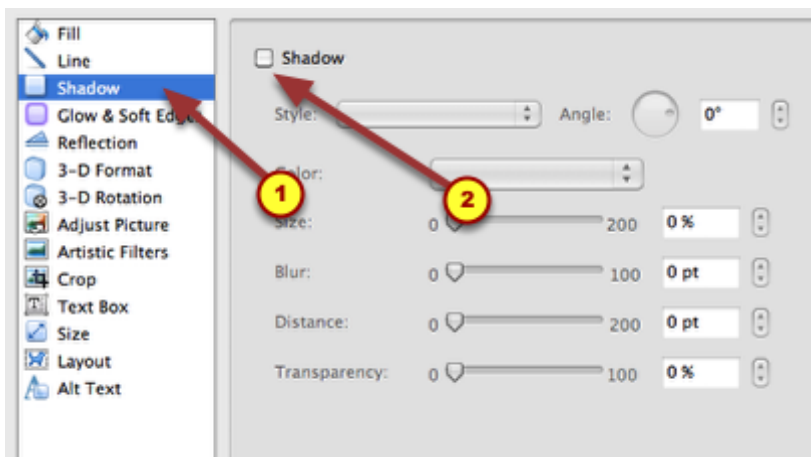 Fill
Line
Shadow
Glow & Soft Edges
Reflection
3-D Format
3-D Rotation
Adjust Picture
Artistic Filters
Crop
Text Box
Size
Layout
Alt Text
Shadow
Style: Angle: 0°
Color:
1
2
Size: 0 200 0 %
Blur: 0 100 0 pt
Distance: 0 200 0 pt
Transparency: 0 100 0 %